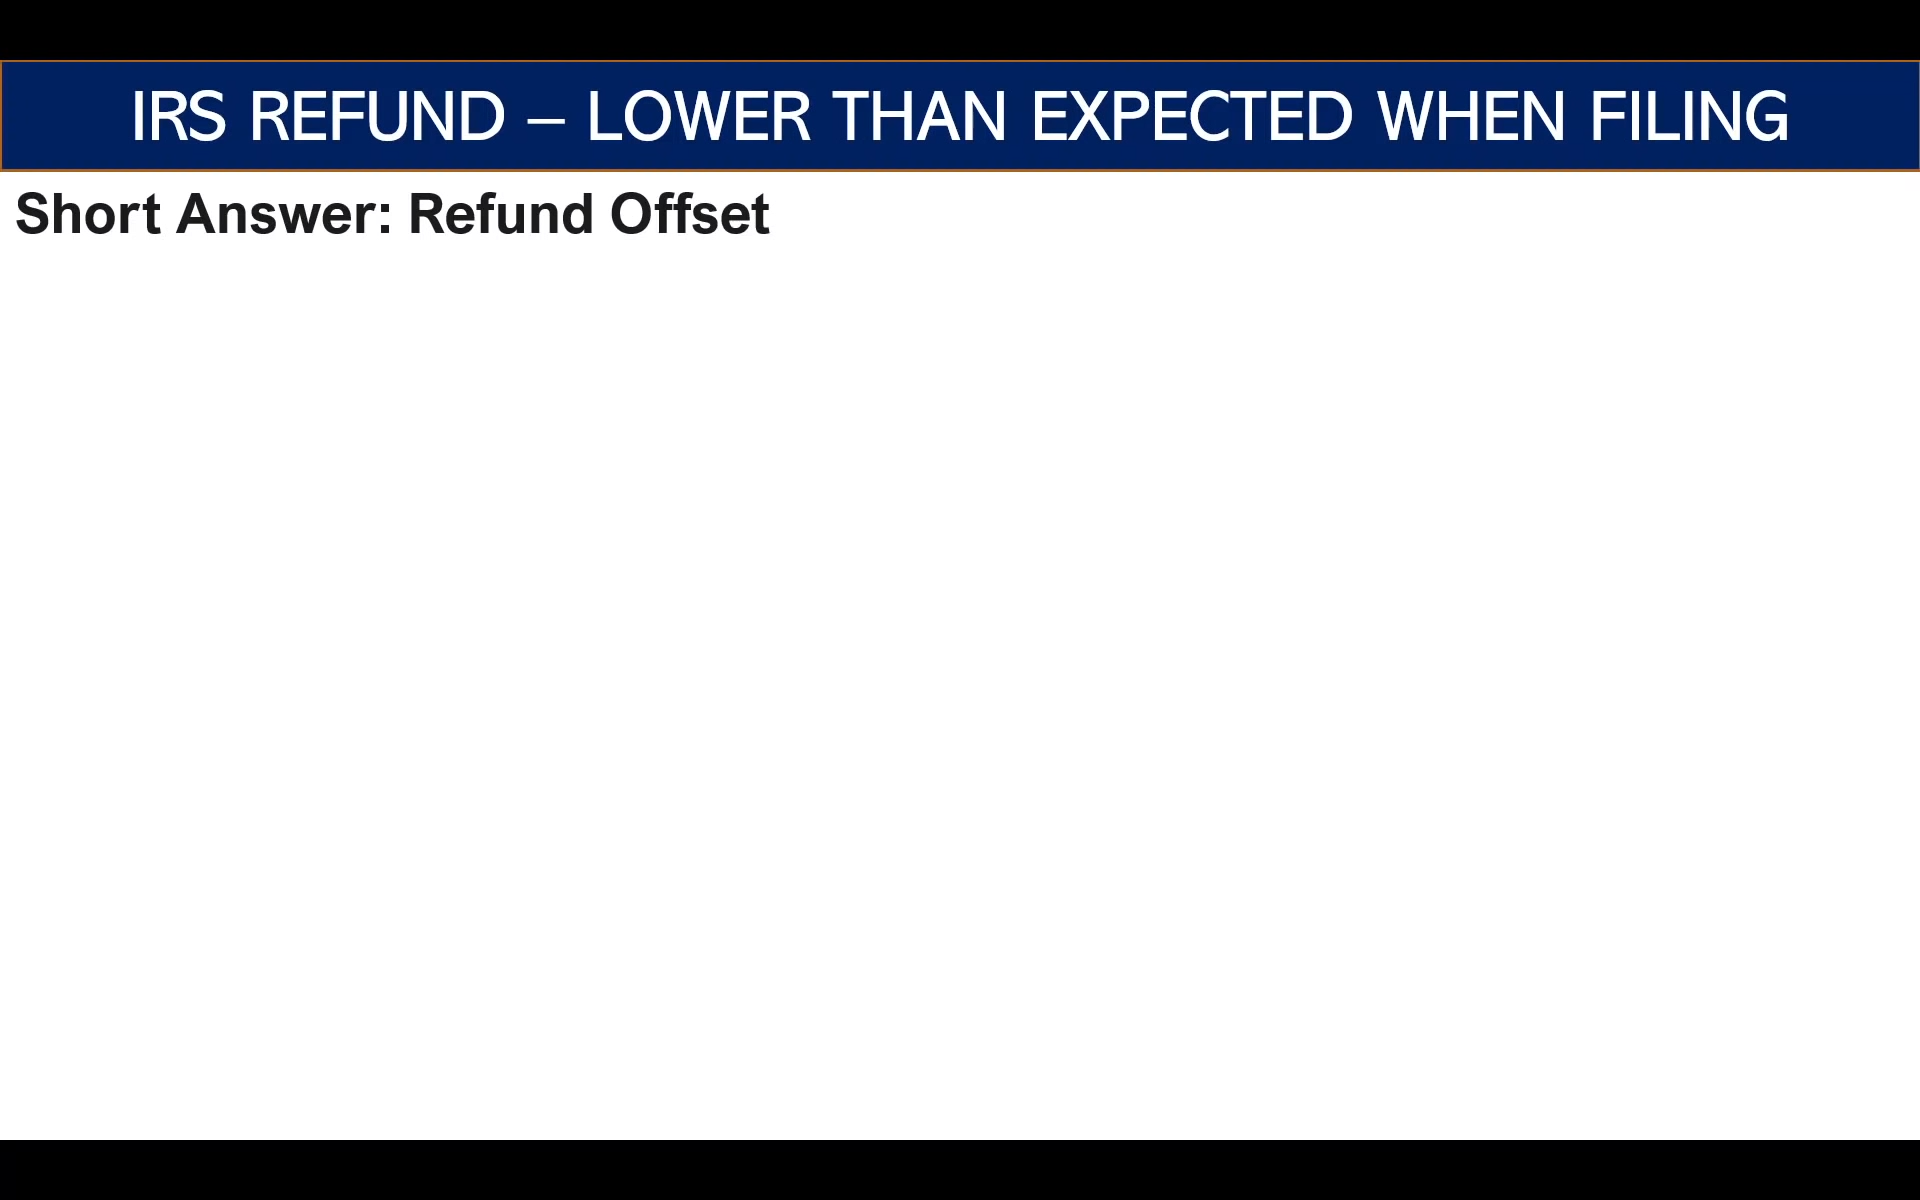 IRS REFUND – LOWER THAN EXPECTED WHEN FILING
Short Answer: Refund Offset